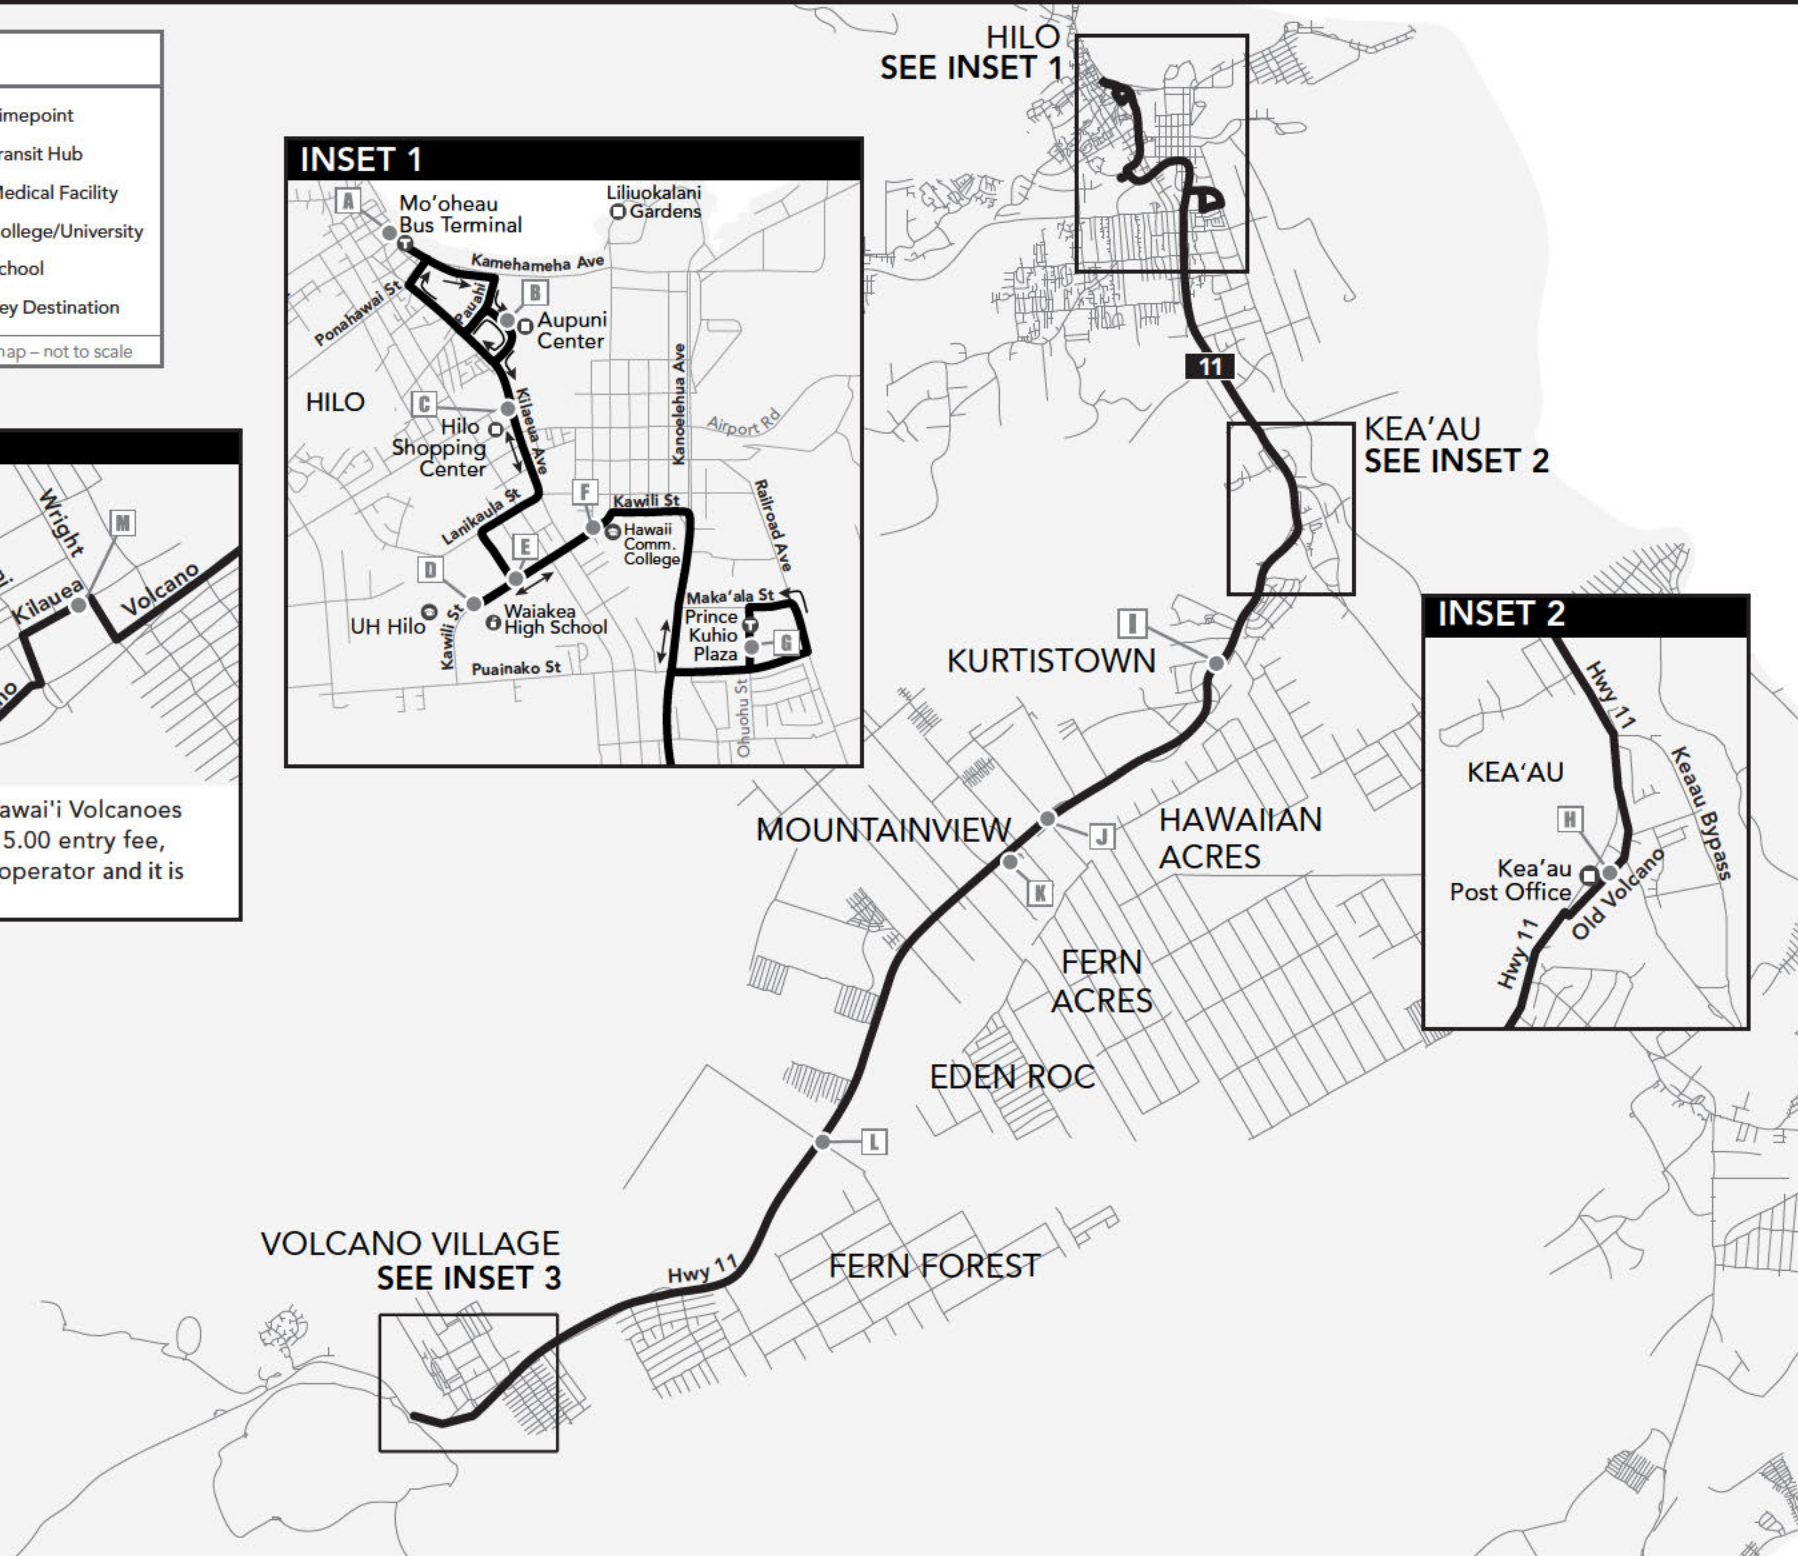 imepoint
ransit Hub
Medical Facility
ollege/University
chool
ey Destination
map – not to scale
HILO
SEE INSET 1
INSET 1
A
Mo'oheau
Bus Terminal
Liliuokalani
Gardens
Kamehameha Ave
Ponahawai St
Pauahi
B
Aupuni
Center
HILO
C
Hilo
Shopping
Center
Kilaeua Ave
Kanoelehua Ave
Airport Rd
Lanikaula St
F
Kawili St
Hawaii
Comm.
College
Railroad Ave
E
D
UH Hilo
Kawili St
Waiakea
High School
Puainako St
Maka'ala St
Prince
Kuhio
Plaza
G
Ohuohu St
11
KEA'AU
SEE INSET 2
Wright
M
Kilauea
Volcano
no
awai'i Volcanoes
5.00 entry fee,
operator and it is
I
KURTISTOWN
INSET 2
Hwy 11
KEA'AU
Keaau Bypass
H
Kea'au
Post Office
Old Volcano
Hwy 11
MOUNTAINVIEW
J
HAWAIIAN
ACRES
K
FERN
ACRES
EDEN ROC
L
VOLCANO VILLAGE
SEE INSET 3
Hwy 11
FERN FOREST